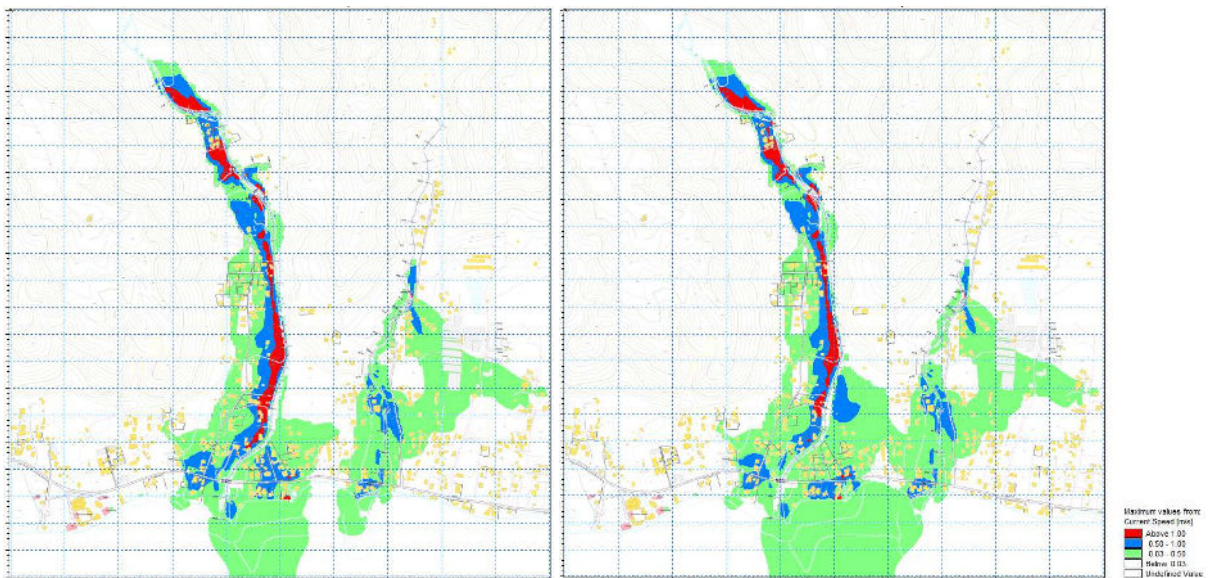 Maximum values from:
Current Speed [m/s]
Above 1.00
0.50 - 1.00
0.03 - 0.50
Below 0.03
Undefined Value